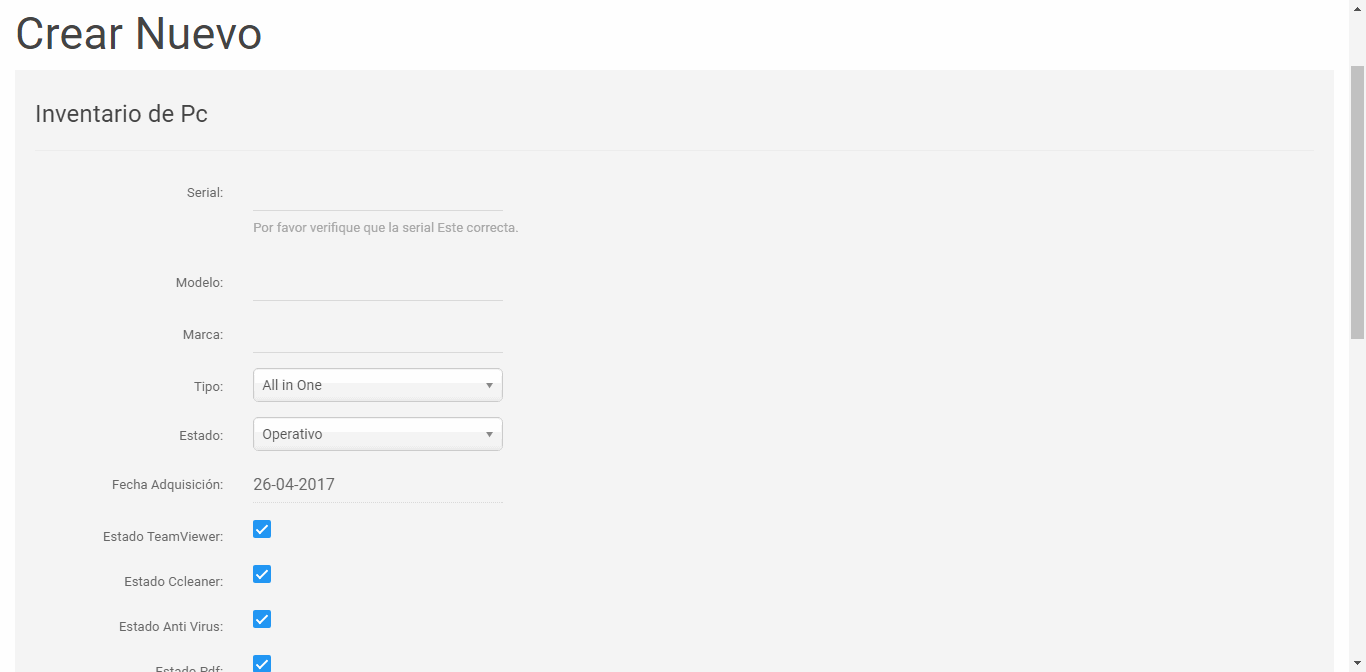 Crear Nuevo
Inventario de Pc
Serial:
Por favor verifique que la serial Este correcta.
Modelo:
Marca:
Tipo: All in One
Estado: Operativo
Fecha Adquisición: 26-04-2017
Estado TeamViewer:
Estado Ccleaner:
Estado Anti Virus:
Estado Pdf: